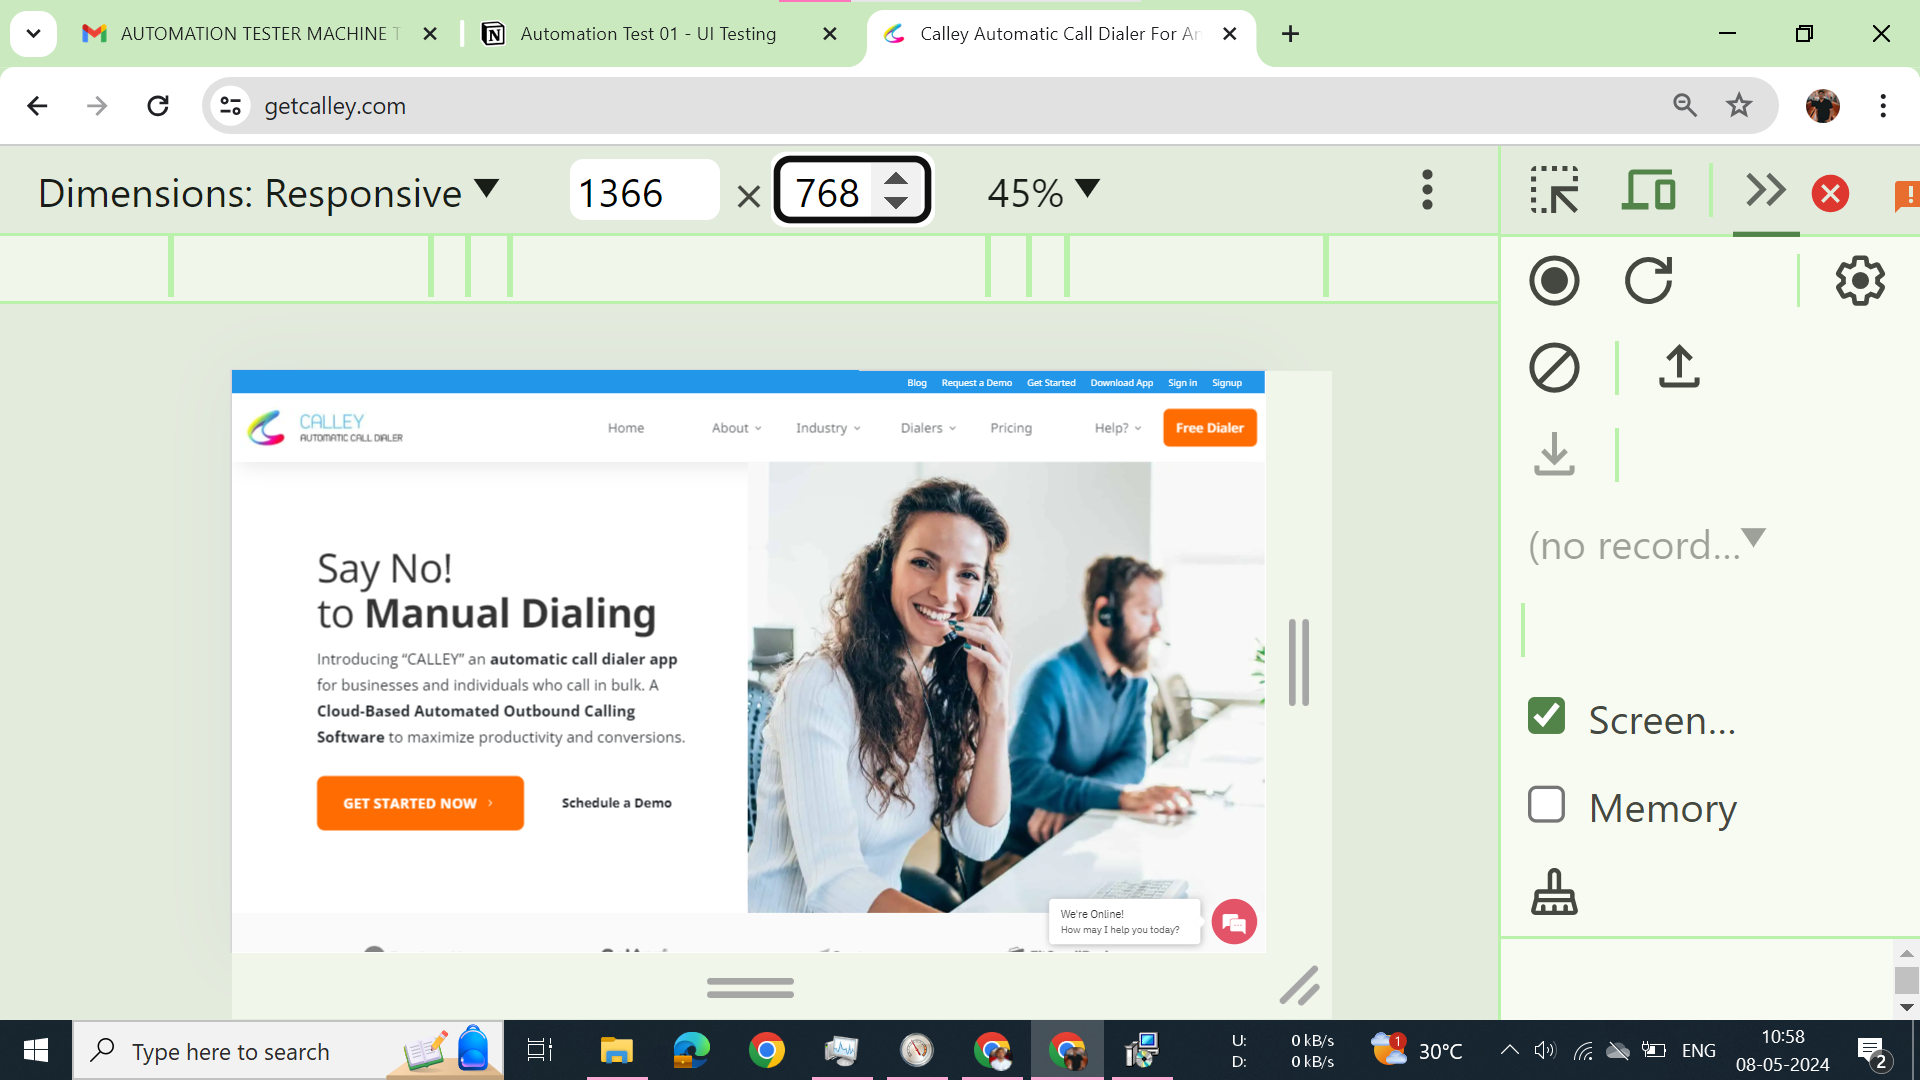 AUTOMATION TESTER MACHINE T
Automation Test 01 - UI Testing
Calley Automatic Call Dialer For An
getcalley.com
Dimensions: Responsive
1366 × 768
45%
Blog Request a Demo Get Started Download App Sign in Signup
CALLEY
AUTOMATIC CALL DIALER
Home About Industry Dialers Pricing Help? Free Dialer
Say No!
to Manual Dialing
Introducing “CALLEY” an automatic call dialer app
for businesses and individuals who call in bulk. A
Cloud-Based Automated Outbound Calling
Software to maximize productivity and conversions.
GET STARTED NOW
Schedule a Demo
We're Online!
How may I help you today?
(no record...
Screen...
Memory
Type here to search
U: 0 kB/s
D: 0 kB/s
1
30°C
ENG
10:58
08-05-2024
2